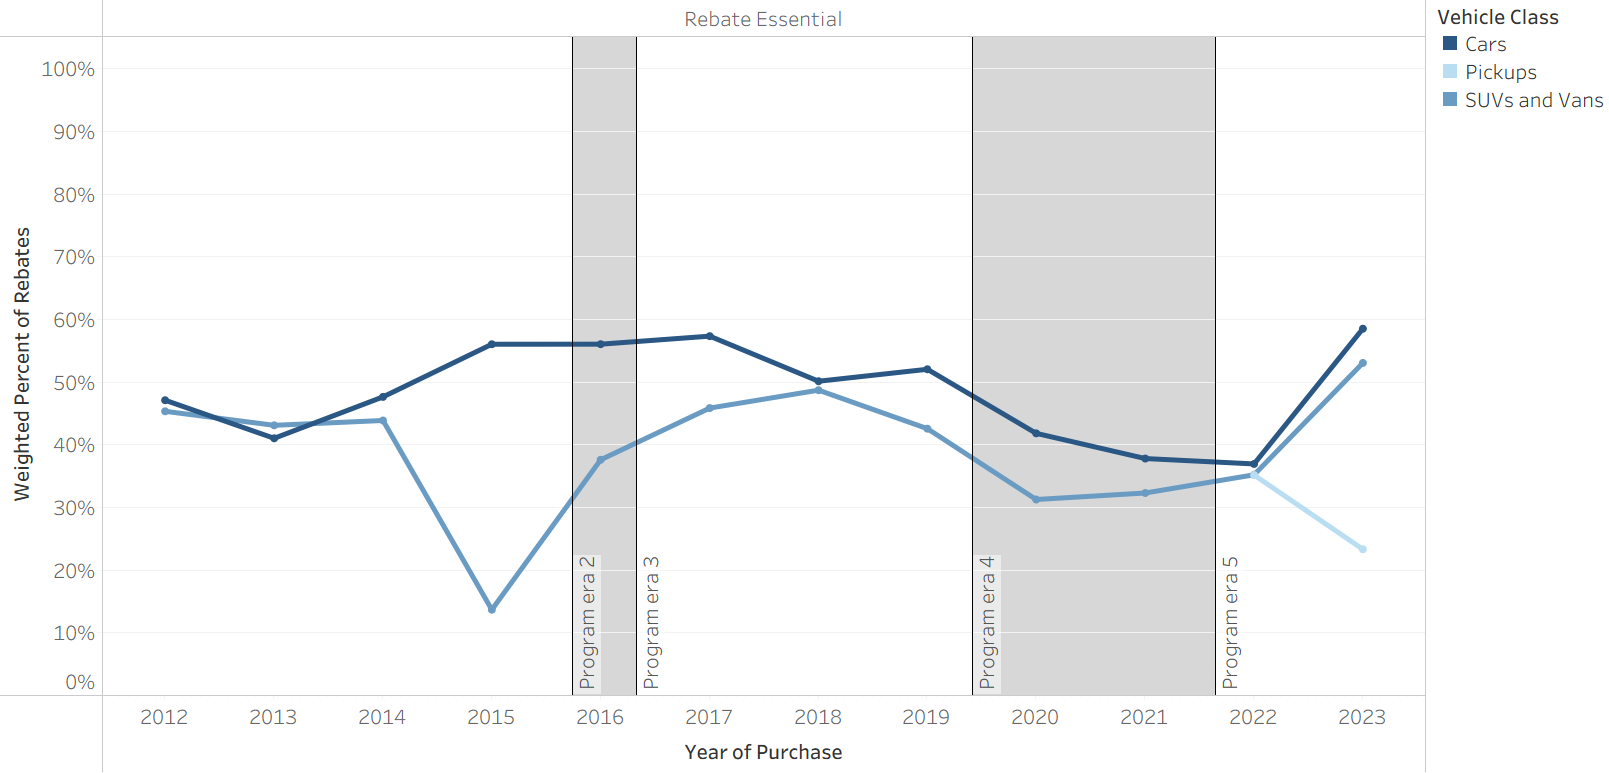 Rebate Essential
Vehicle Class
Cars
Pickups
SUVs and Vans
Weighted Percent of Rebates
100%
90%
80%
70%
60%
50%
40%
30%
20%
10%
0%
Program era 2
Program era 3
Program era 4
Program era 5
2012 2013 2014 2015 2016 2017 2018 2019 2020 2021 2022 2023
Year of Purchase